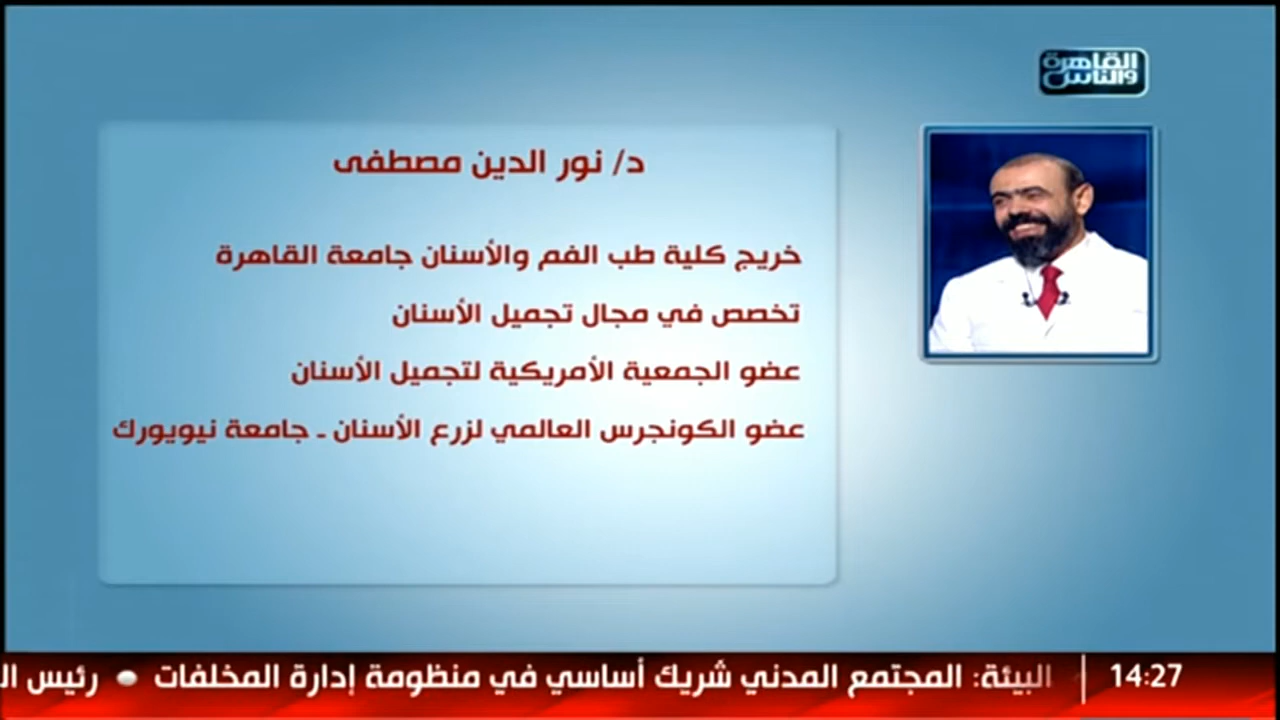 القاهرة
والناس
د/ نور الدين مصطفى
خريج كلية طب الفم والأسنان جامعة القاهرة
تخصص في مجال تجميل الأسنان
عضو الجمعية الأمريكية لتجميل الأسنان
عضو الكونجرس العالمي لزرع الأسنان - جامعة نيويورك
14:27 البيئة: المجتمع المدني شريك أساسي في منظومة إدارة المخلفات ● رئيس